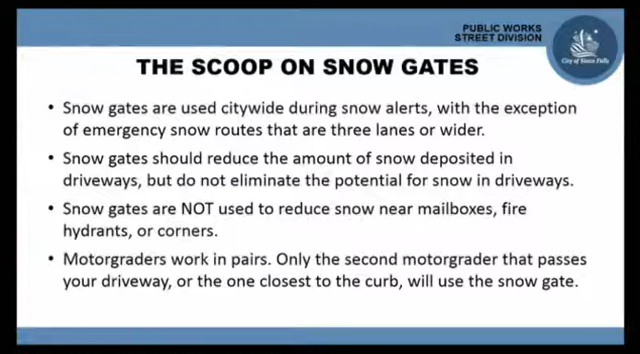 PUBLIC WORKS
STREET DIVISION
City of Sioux Falls
THE SCOOP ON SNOW GATES
• Snow gates are used citywide during snow alerts, with the exception
of emergency snow routes that are three lanes or wider.
• Snow gates should reduce the amount of snow deposited in
driveways, but do not eliminate the potential for snow in driveways.
• Snow gates are NOT used to reduce snow near mailboxes, fire
hydrants, or corners.
• Motorgraders work in pairs. Only the second motorgrader that passes
your driveway, or the one closest to the curb, will use the snow gate.